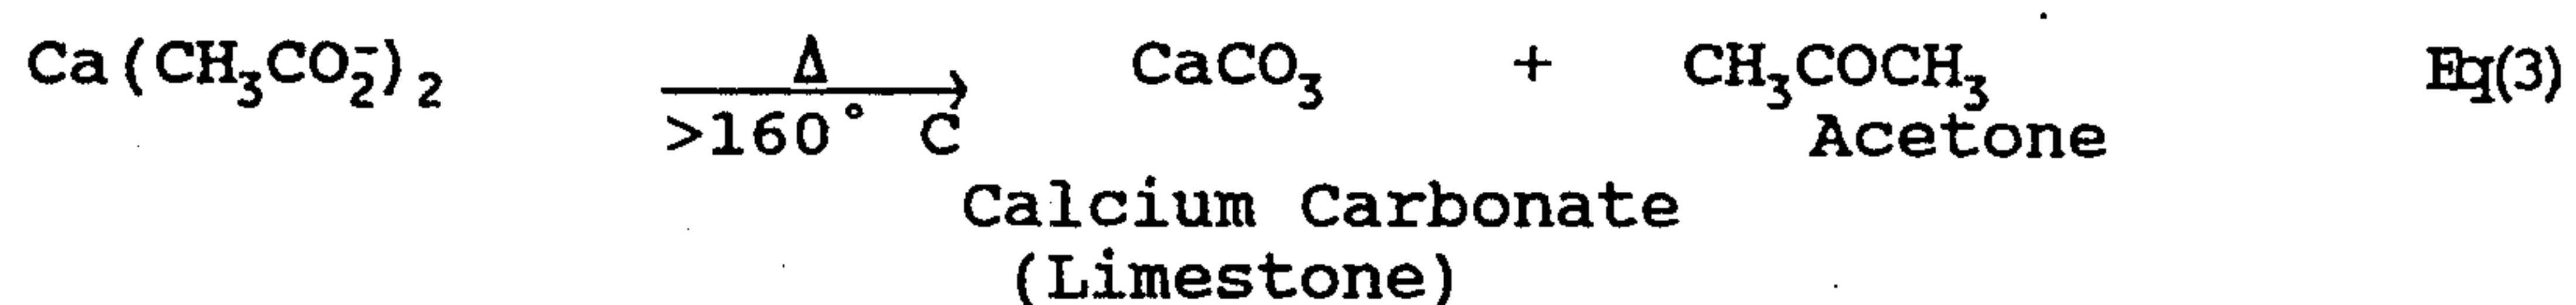 Ca(CH₃CO₂⁻)₂ Δ CaCO₃ + CH₃COCH₃ Eq(3)
>160° C Acetone
Calcium Carbonate
(Limestone)